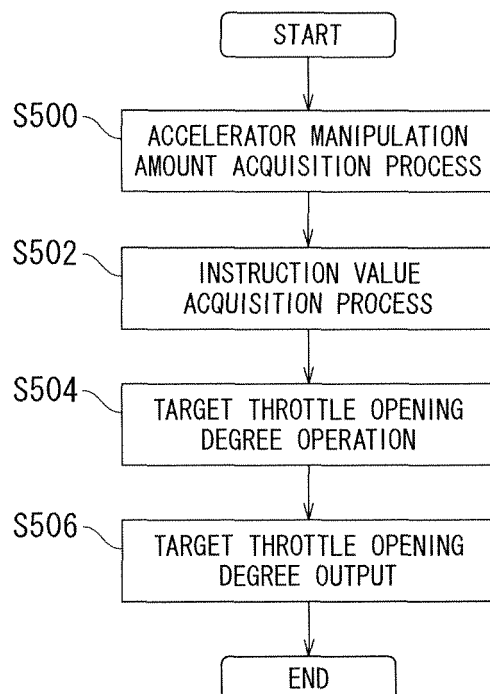 START
S500
ACCELERATOR MANIPULATION
AMOUNT ACQUISITION PROCESS
S502
INSTRUCTION VALUE
ACQUISITION PROCESS
S504
TARGET THROTTLE OPENING
DEGREE OPERATION
S506
TARGET THROTTLE OPENING
DEGREE OUTPUT
END